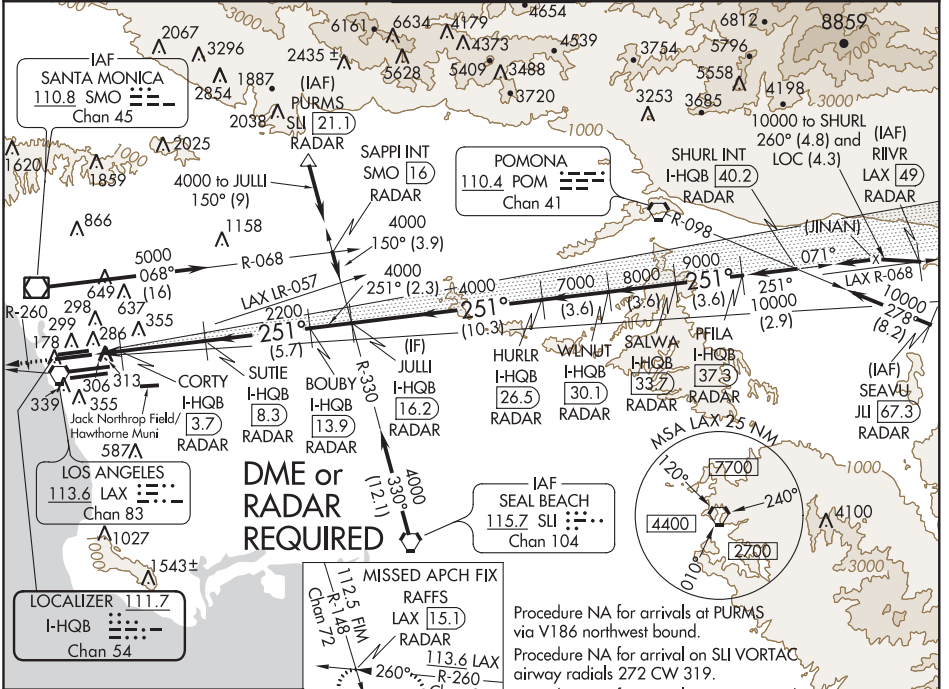 2067
3296
2854
1887
2038
2435 ±
6161
6634
5628
4179
4373
5409
3488
3720
4654
4539
3754
3253
6812
5796
5558
3685
4198
8859
3000
1000
IAF
SANTA MONICA
110.8 SMO
Chan 45
(IAF)
PURMS
SLI 21.1
RADAR
SAPPI INT
SMO 16
RADAR
4000 to JULLI
150° (9)
POMONA
110.4 POM
Chan 41
SHURL INT
I-HQB 40.2
RADAR
10000 to SHURL
260° (4.8) and
LOC (4.3)
(IAF)
RIIVR
LAX 49
RADAR
1000
1620
1859
2025
866
1158
5000
068°
(16)
R-068
4000
150° (3.9)
R-098
(JINAN)
071°
LAX R-068
LAX LR-057
4000
251° (2.3)
4000
251°
(10.3)
7000
(3.6)
8000
(3.6)
9000
251°
(3.6)
251°
10000
(2.9)
10000
278°
(8.2)
R-260
649
637
298
299
178
286
355
306
313
339
355
2200
251°
(5.7)
Jack Northrop Field/
Hawthorne Muni
587
CORTY
I-HQB
3.7
RADAR
SUTIE
I-HQB
8.3
RADAR
BOUBY
I-HQB
13.9
RADAR
R-330
(IF)
JULLI
I-HQB
16.2
RADAR
HURLR
I-HQB
26.5
RADAR
WLNUT
I-HQB
30.1
RADAR
SALWA
I-HQB
33.7
RADAR
PFILA
I-HQB
37.3
RADAR
(IAF)
SEAVU
JLI 67.3
RADAR
LOS ANGELES
113.6 LAX
Chan 83
DME or
RADAR
REQUIRED
4000
330°
(12.1)
IAF
SEAL BEACH
115.7 SLI
Chan 104
MSA LAX 25 NM
120°
7700
240°
4400
2700
010°
4100
1000
3000
1027
1000
1543±
LOCALIZER 111.7
I-HQB
Chan 54
MISSED APCH FIX
RAFFS
LAX 15.1
RADAR
112.5 FIM
R-148
Chan 72
113.6 LAX
260°
R-260
Procedure NA for arrivals at PURMS
via V186 northwest bound.
Procedure NA for arrival on SLI VORTAC
airway radials 272 CW 319.